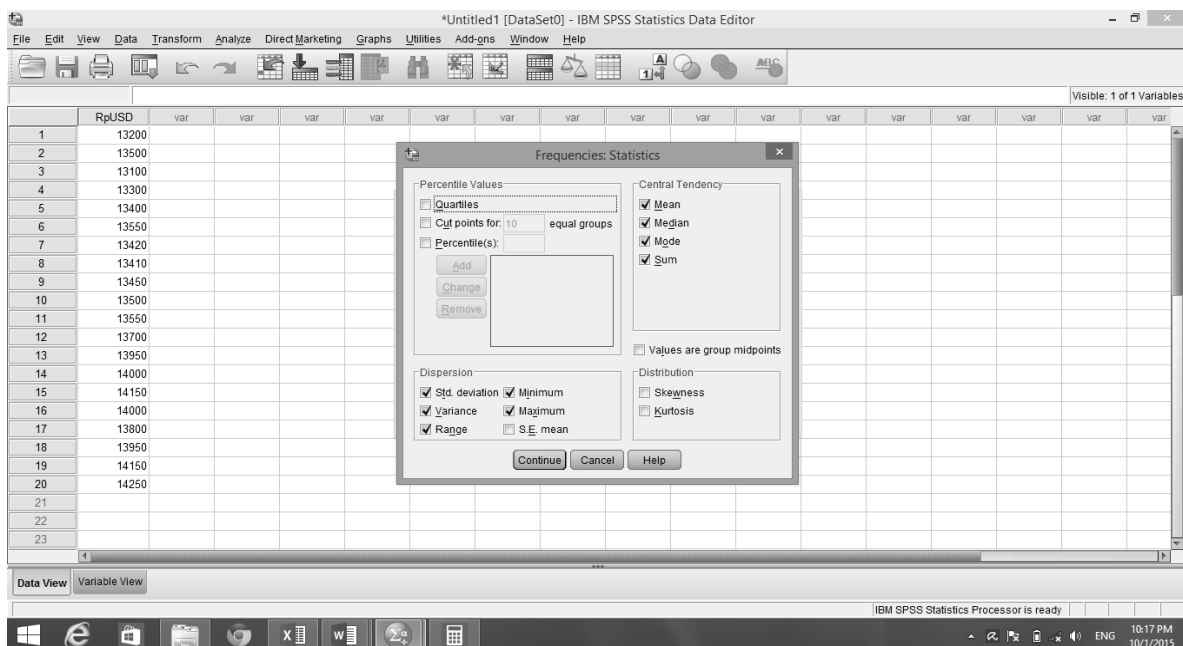 *Untitled1 [DataSet0] - IBM SPSS Statistics Data Editor
File Edit View Data Transform Analyze Direct Marketing Graphs Utilities Add-ons Window Help
Visible: 1 of 1 Variables
RpUSD var var var var var var var var var var var var var var var
1 13200
2 13500
3 13100
4 13300
5 13400
6 13550
7 13420
8 13410
9 13450
10 13500
11 13550
12 13700
13 13950
14 14000
15 14150
16 14000
17 13800
18 13950
19 14150
20 14250
21
22
23
Frequencies: Statistics
Percentile Values
Quartiles
Cut points for: 10 equal groups
Percentile(s):
Add
Change
Remove
Central Tendency
Mean
Median
Mode
Sum
Values are group midpoints
Dispersion
Std. deviation Minimum
Variance Maximum
Range S.E. mean
Distribution
Skewness
Kurtosis
Continue Cancel Help
Data View Variable View
IBM SPSS Statistics Processor is ready
ENG 10:17 PM
10/1/2015